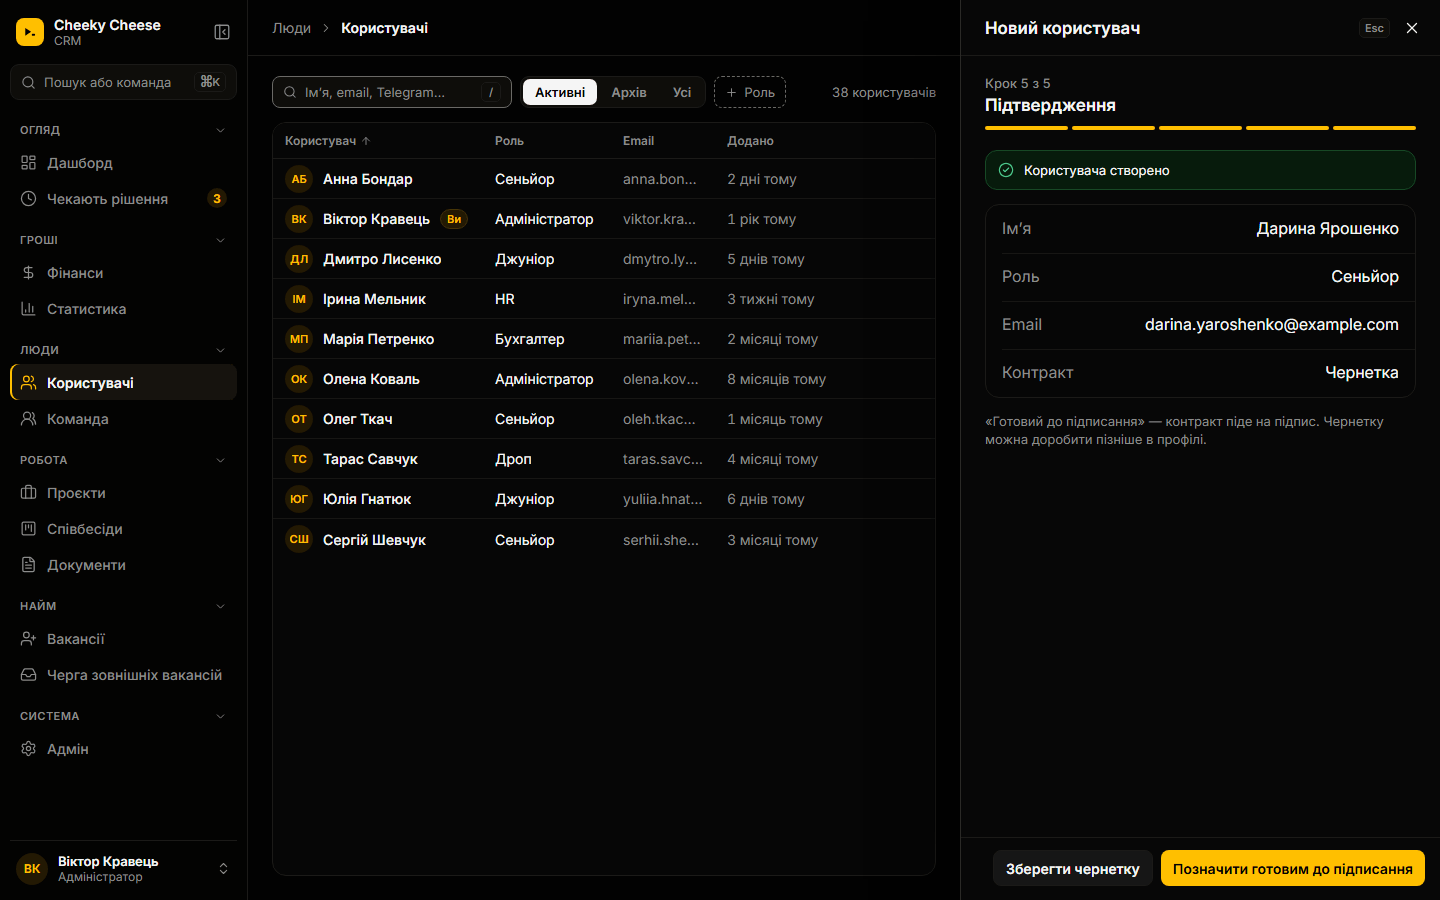 Cheeky Cheese
CRM
Пошук або команда ⌘K
ОГЛЯД
Дашборд
Чекають рішення 3
ГРОШІ
Фінанси
Статистика
ЛЮДИ
Користувачі
Команда
РОБОТА
Проєкти
Співбесіди
Документи
НАЙМ
Вакансії
Черга зовнішніх вакансій
СИСТЕМА
Адмін
ВК Віктор Кравець
Адміністратор
Люди > Користувачі
Ім’я, email, Telegram... / Активні Архів Усі + Роль 38 користувачів
Користувач ↑ Роль Email Додано
АБ Анна Бондар Сеньйор anna.bon... 2 дні тому
ВК Віктор Кравець Ви Адміністратор viktor.kra... 1 рік тому
ДЛ Дмитро Лисенко Джуніор dmytro.ly... 5 днів тому
ІМ Ірина Мельник HR iryna.mel... 3 тижні тому
МП Марія Петренко Бухгалтер mariia.pet... 2 місяці тому
ОК Олена Коваль Адміністратор olena.kov... 8 місяців тому
ОТ Олег Ткач Сеньйор oleh.tkac... 1 місяць тому
ТС Тарас Савчук Дроп taras.savc... 4 місяці тому
ЮГ Юлія Гнатюк Джуніор yuliia.hnat... 6 днів тому
СШ Сергій Шевчук Сеньйор serhii.she... 3 місяці тому
Новий користувач Esc
Крок 5 з 5
Підтвердження
Користувача створено
Ім’я Дарина Ярошенко
Роль Сеньйор
Email darina.yaroshenko@example.com
Контракт Чернетка
«Готовий до підписання» — контракт піде на підпис. Чернетку
можна доробити пізніше в профілі.
Зберегти чернетку Позначити готовим до підписання